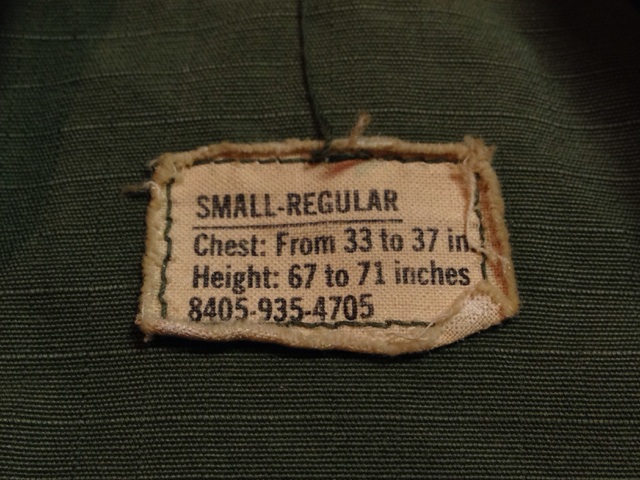 SMALL-REGULAR
Chest: From 33 to 37 in.
Height: 67 to 71 inches
8405-935-4705